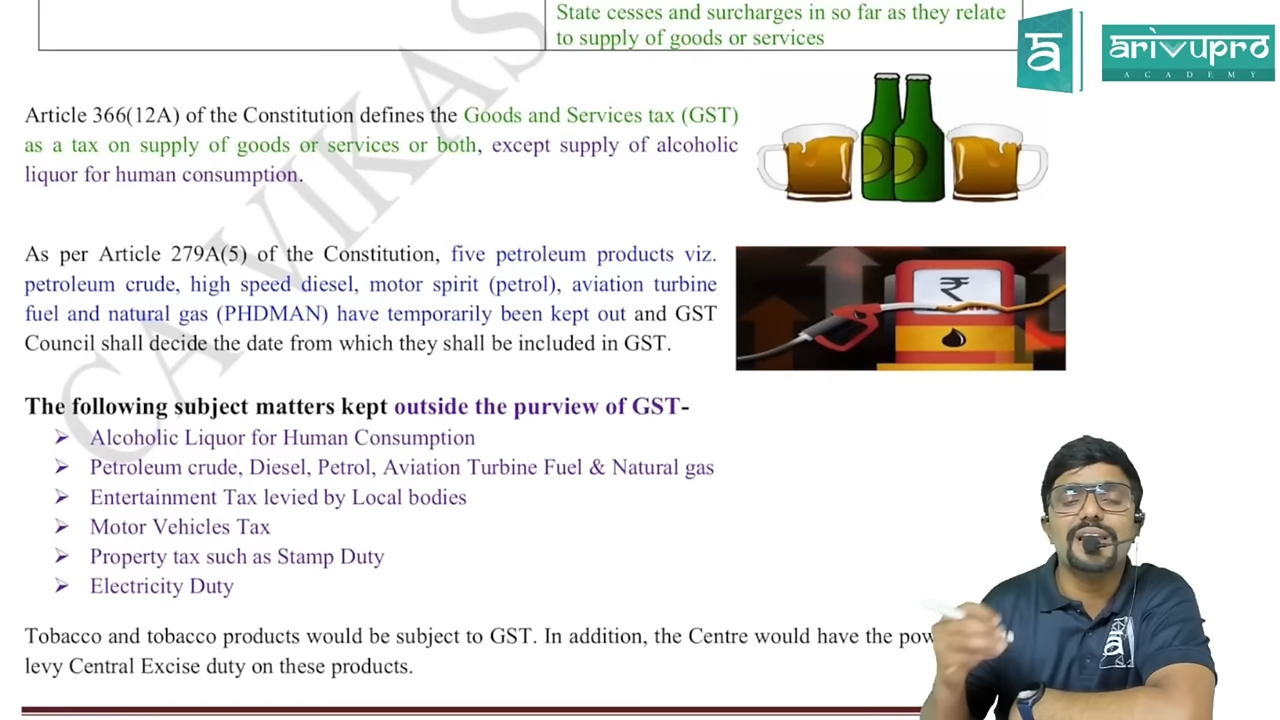 State cesses and surcharges in so far as they relate
to supply of goods or services
arivupro
ACADEMY
Article 366(12A) of the Constitution defines the Goods and Services tax (GST)
as a tax on supply of goods or services or both, except supply of alcoholic
liquor for human consumption.
As per Article 279A(5) of the Constitution, five petroleum products viz.
petroleum crude, high speed diesel, motor spirit (petrol), aviation turbine
fuel and natural gas (PHDMAN) have temporarily been kept out and GST
Council shall decide the date from which they shall be included in GST.
₹
The following subject matters kept outside the purview of GST-
➢ Alcoholic Liquor for Human Consumption
➢ Petroleum crude, Diesel, Petrol, Aviation Turbine Fuel & Natural gas
➢ Entertainment Tax levied by Local bodies
➢ Motor Vehicles Tax
➢ Property tax such as Stamp Duty
➢ Electricity Duty
Tobacco and tobacco products would be subject to GST. In addition, the Centre would have the pow
levy Central Excise duty on these products.
CA VIKAS